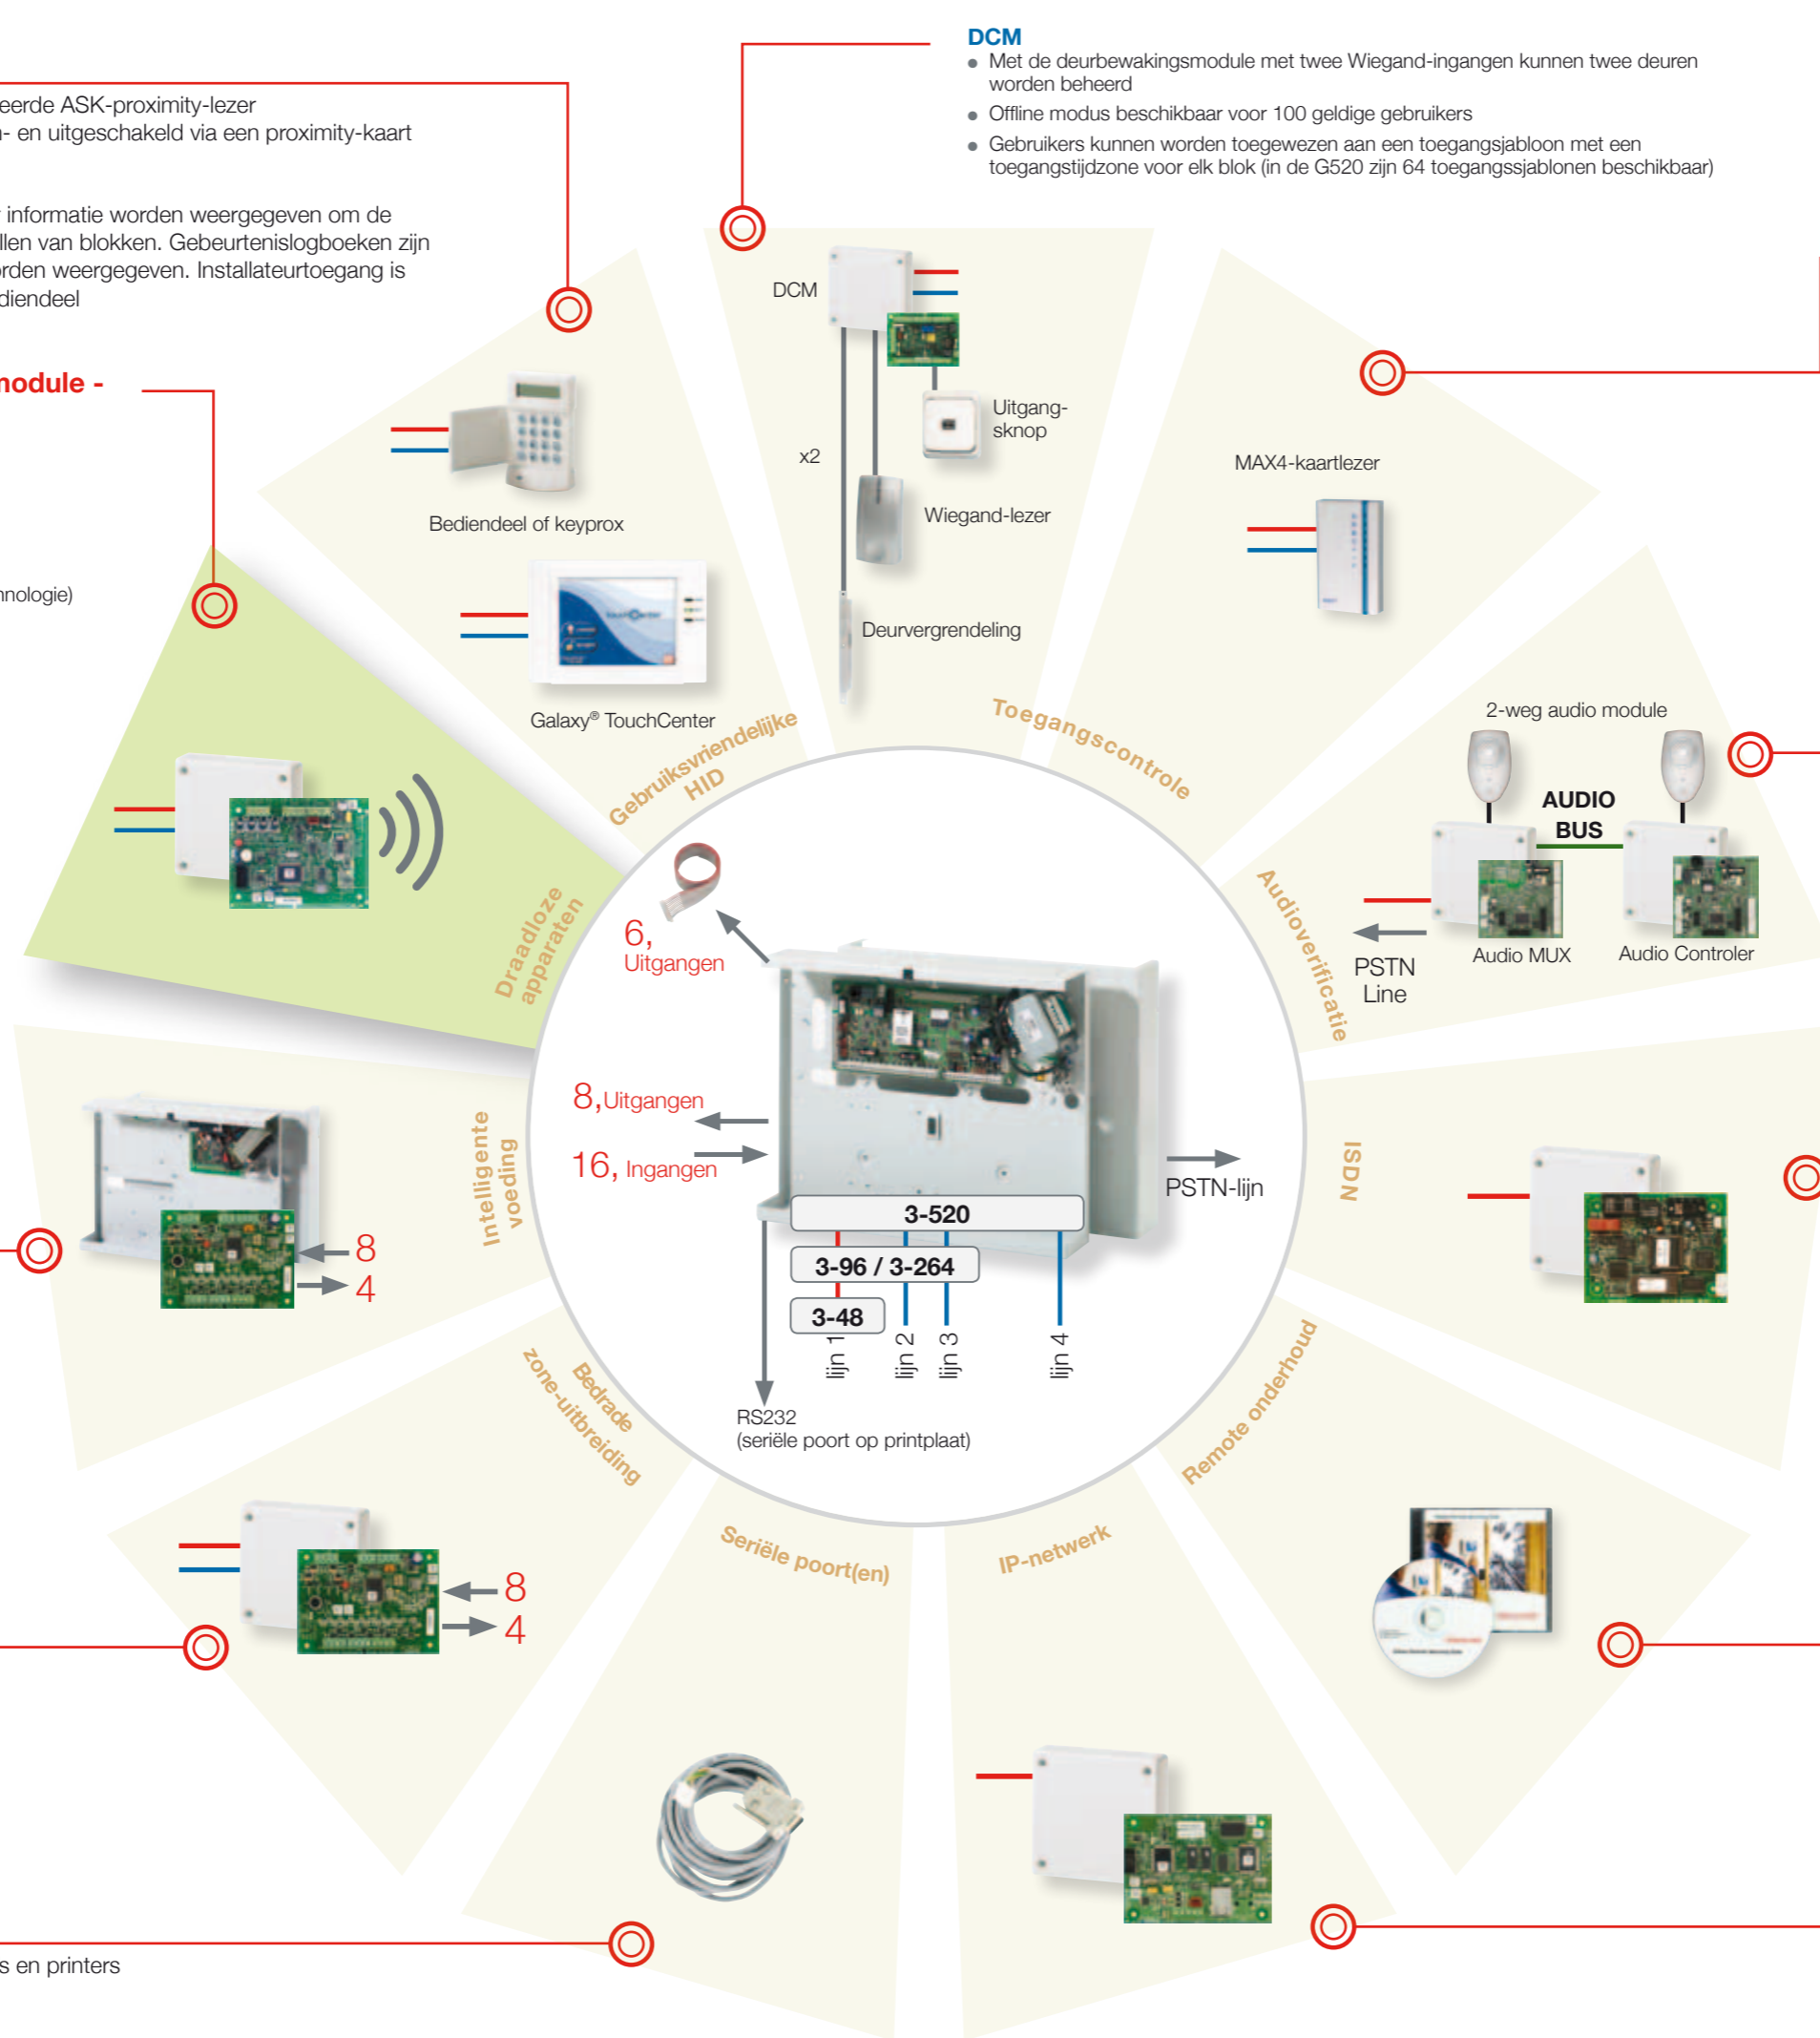 DCM
• Met de deurbewakingsmodule met twee Wiegand-ingangen kunnen twee deuren
worden beheerd
• Offline modus beschikbaar voor 100 geldige gebruikers
• Gebruikers kunnen worden toegewezen aan een toegangsjabloon met een
toegangstijdzone voor elk blok (in de G520 zijn 64 toegangssjablonen beschikbaar)
eerde ASK-proximity-lezer
- en uitgeschakeld via een proximity-kaart
informatie worden weergegeven om de
llen van blokken. Gebeurtenislogboeken zijn
orden weergegeven. Installateurtoegang is
diendeel
module -
hnologie)
DCM
x2
Uitgang-
sknop
Wiegand-lezer
Deurvergrendeling
Bediendeel of keyprox
Galaxy® TouchCenter
MAX4-kaartlezer
2-weg audio module
AUDIO
BUS
Audio MUX
Audio Controler
PSTN
Line
Gebruiksvriendelijke
HID
Toegangscontrole
Audioverificatie
ISDN
Remote onderhoud
IP-netwerk
Seriële poort(en)
Bedrade
zone-uitbreiding
Intelligente
voeding
Draadloze
apparaten
6,
Uitgangen
8,Uitgangen
16, Ingangen
PSTN-lijn
3-520
3-96 / 3-264
3-48
lijn 1
lijn 2
lijn 3
lijn 4
RS232
(seriële poort op printplaat)
8
4
8
4
s en printers